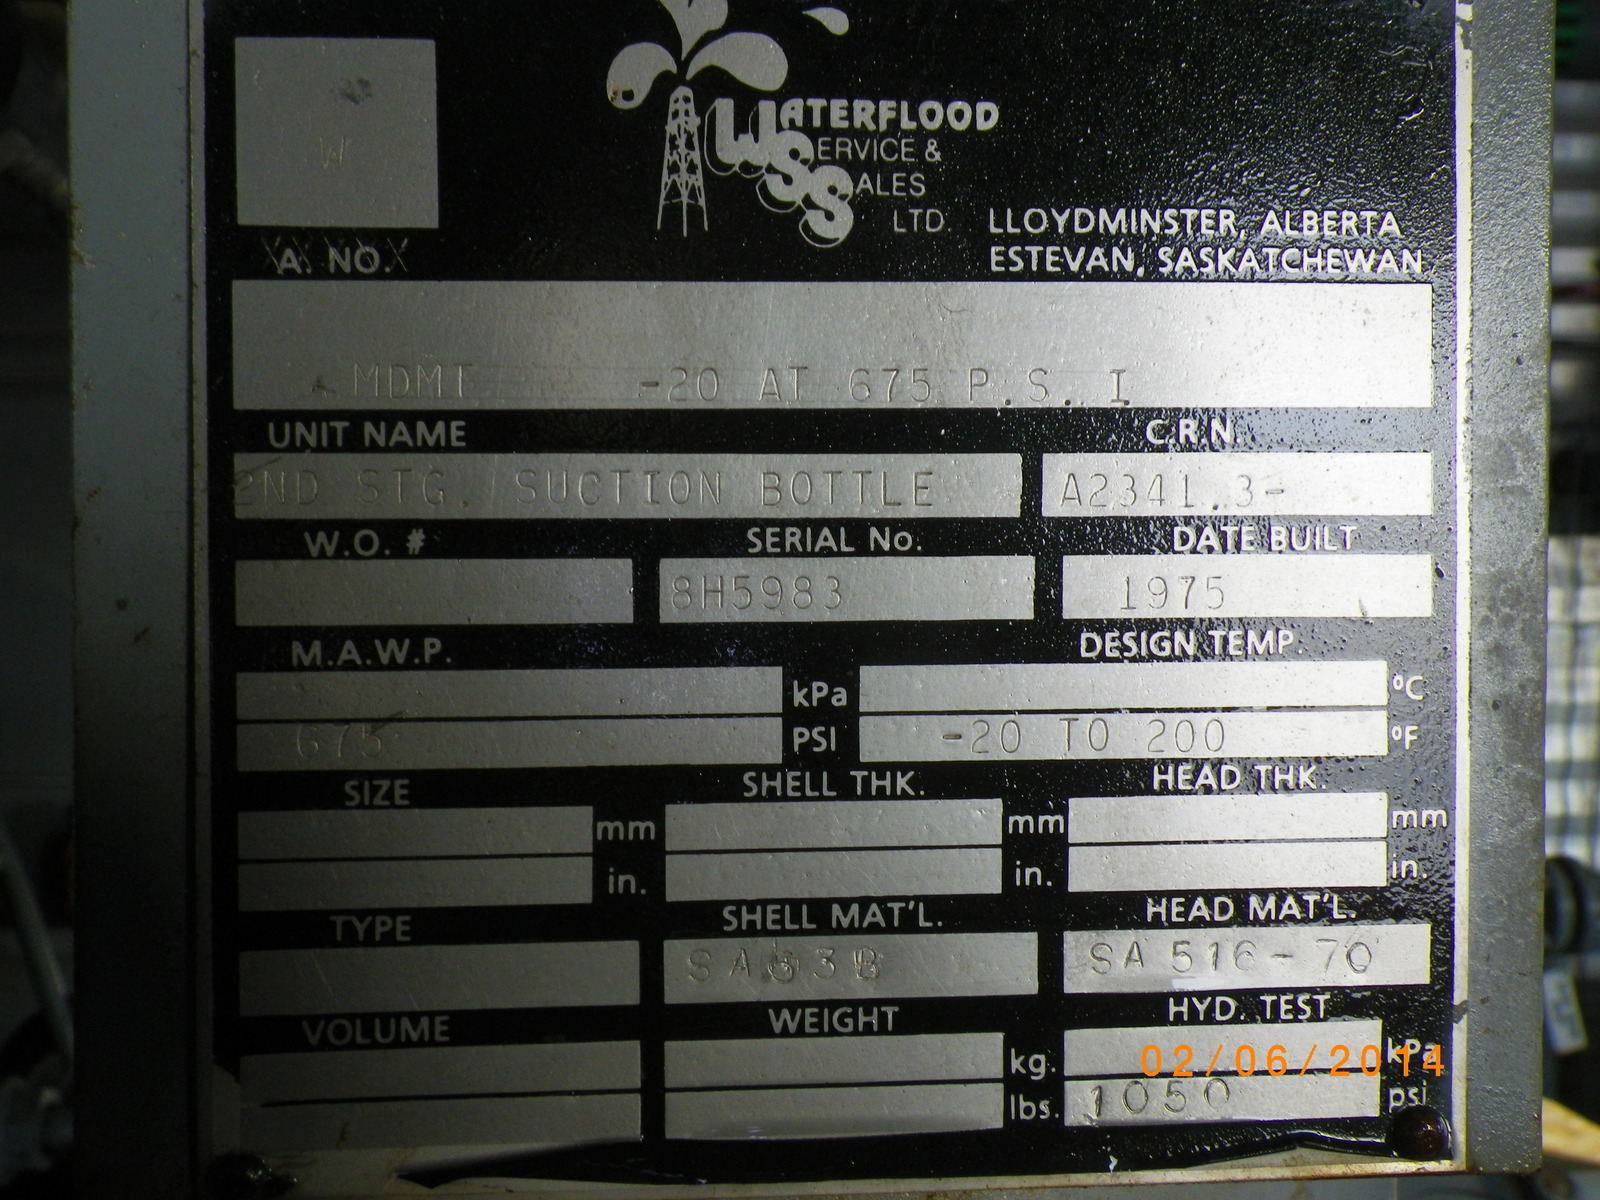 W
WATERFLOOD
SERVICE &
SALES
LTD
LLOYDMINSTER, ALBERTA
ESTEVAN, SASKATCHEWAN
A. NO.
MDMT -20 AT 675 P.S.I
UNIT NAME C.R.N.
2ND STG. SUCTION BOTTLE A2341.3-
W.O. # SERIAL No. DATE BUILT
8H5983 1975
M.A.W.P. DESIGN TEMP.
kPa °C
675 PSI -20 TO 200 °F
SIZE SHELL THK. HEAD THK.
mm mm mm
in. in. in.
TYPE SHELL MAT'L. HEAD MAT'L.
SA 516-70
VOLUME WEIGHT HYD. TEST
kg. kPa
02/06/2014
lbs. 1050 psi